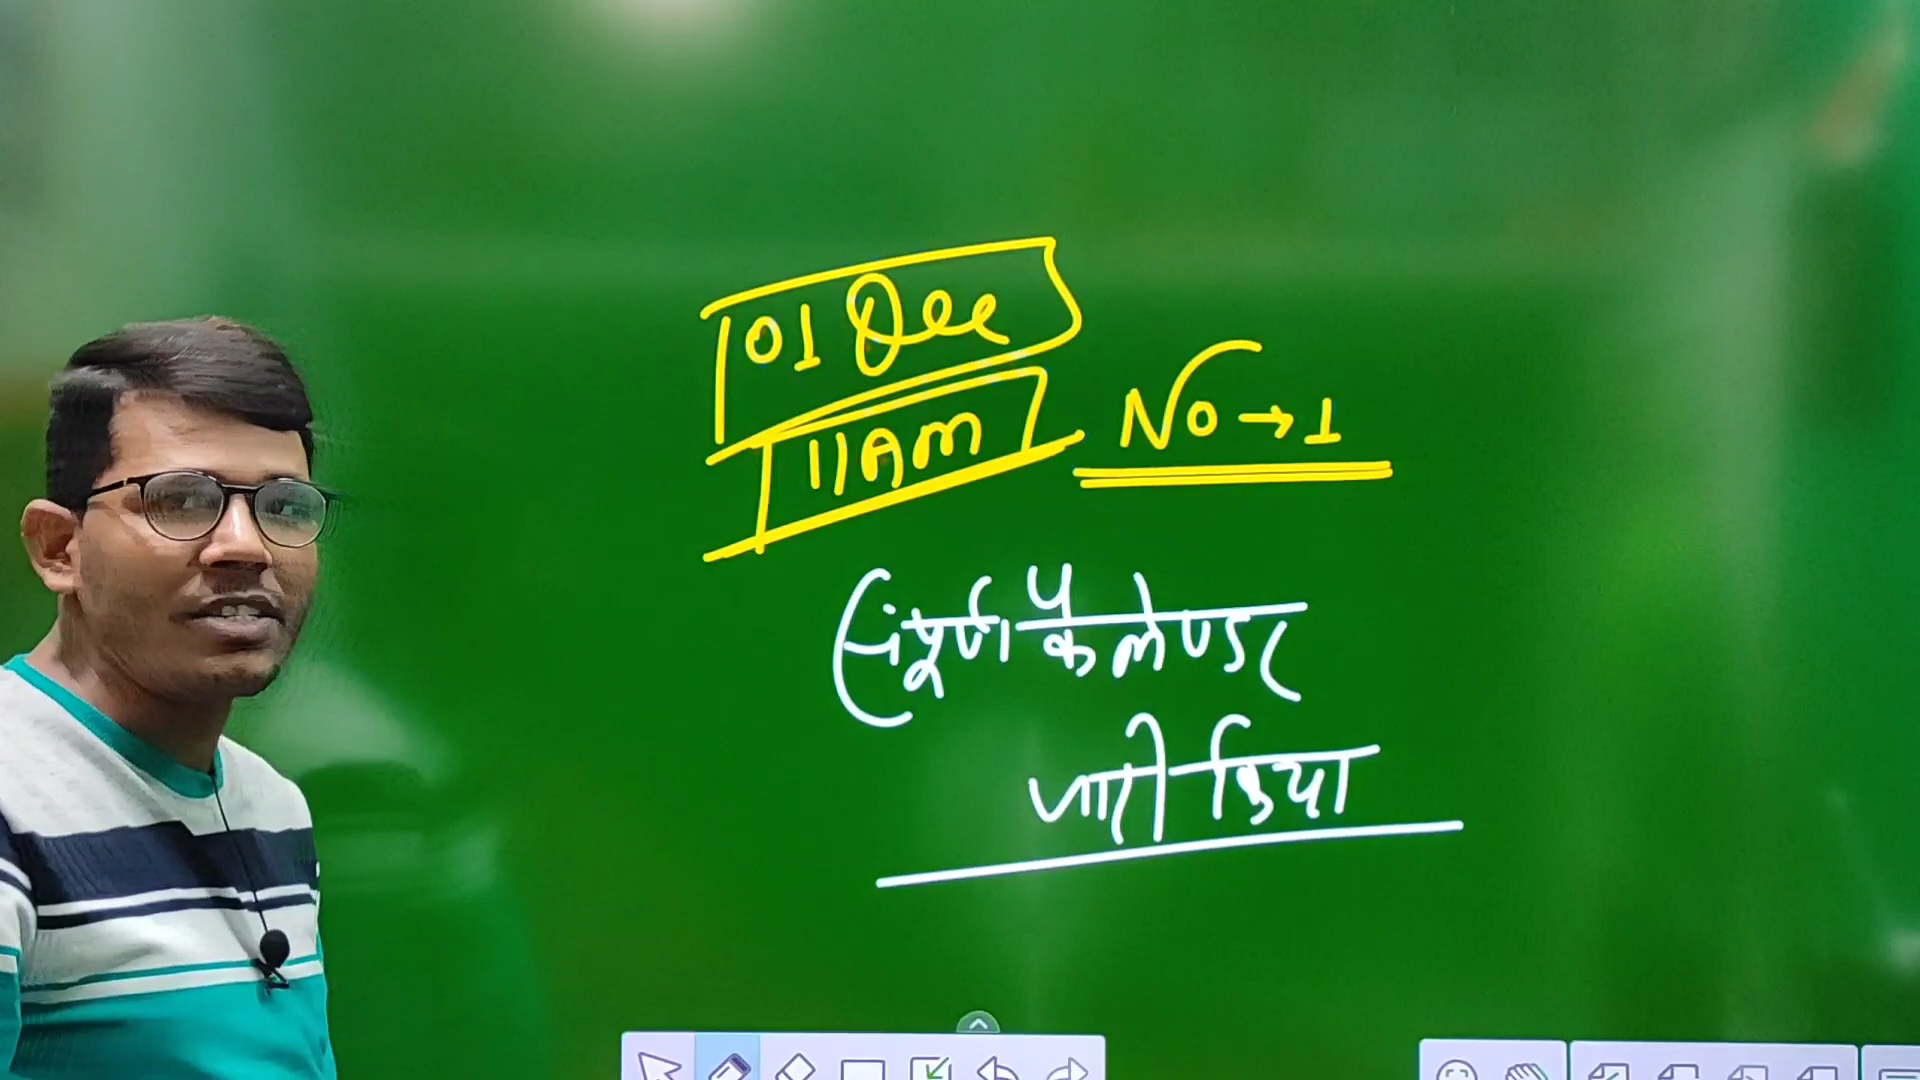 01 Dec
11AM No → 1
संपूर्ण कैलेण्डर
जारी किया